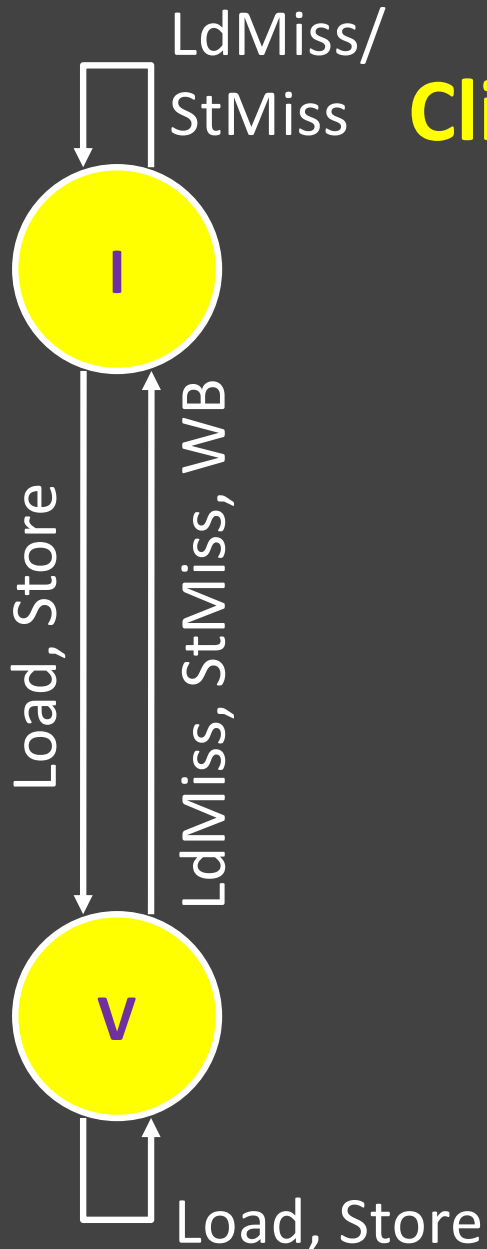 LdMiss/
StMiss
I
Load, Store
LdMiss, StMiss, WB
V
Load, Store